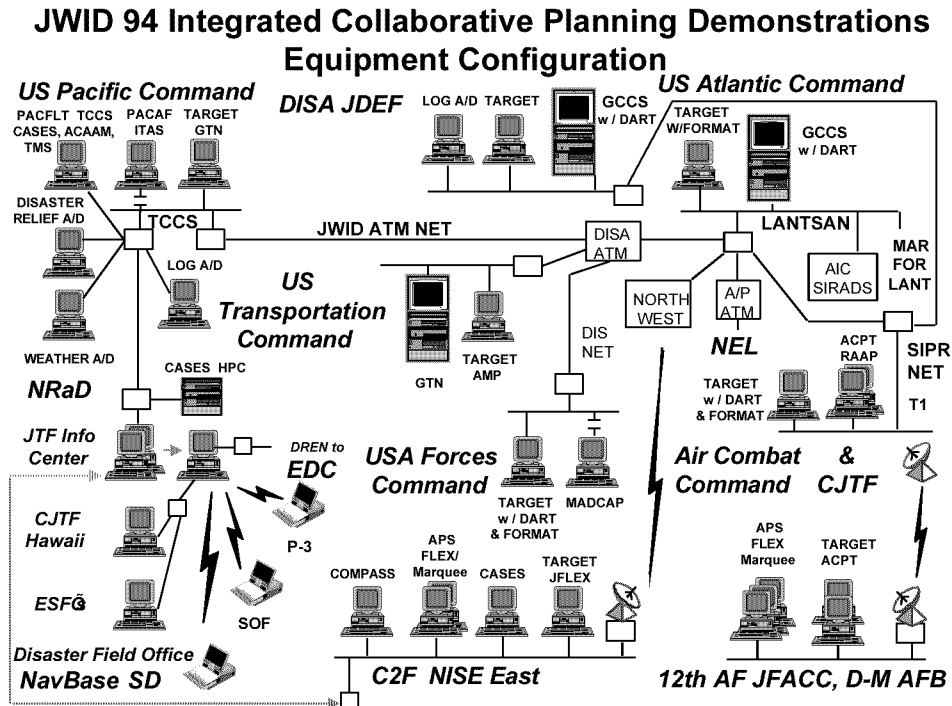 JWID 94 Integrated Collaborative Planning Demonstrations
Equipment Configuration
US Pacific Command
PACFLT TCCS
CASES, ACAAM,
TMS
PACAF
ITAS
TARGET
GTN
DISA JDEF
LOG A/D
TARGET
GCCS
w / DART
US Atlantic Command
TARGET
W/FORMAT
GCCS
w / DART
DISASTER
RELIEF A/D
TCCS
JWID ATM NET
DISA
ATM
LANTSAN
MAR
FOR
LANT
LOG A/D
WEATHER A/D
US
Transportation
Command
GTN
TARGET
AMP
DIS
NET
NORTH
WEST
A/P
ATM
NEL
AIC
SIRADS
SIPR
NET
T1
ACPT
RAAP
TARGET
w / DART
& FORMAT
NRaD
CASES HPC
JTF Info
Center
DREN to
EDC
P-3
SOF
CJTF
Hawaii
ESFG
USA Forces
Command
TARGET
w / DART
& FORMAT
MADCAP
Air Combat
Command
&
CJTF
COMPASS
APS
FLEX/
Marquee
CASES
TARGET
JFLEX
APS
FLEX
Marquee
TARGET
ACPT
Disaster Field Office
NavBase SD
C2F NISE East
12th AF JFACC, D-M AFB